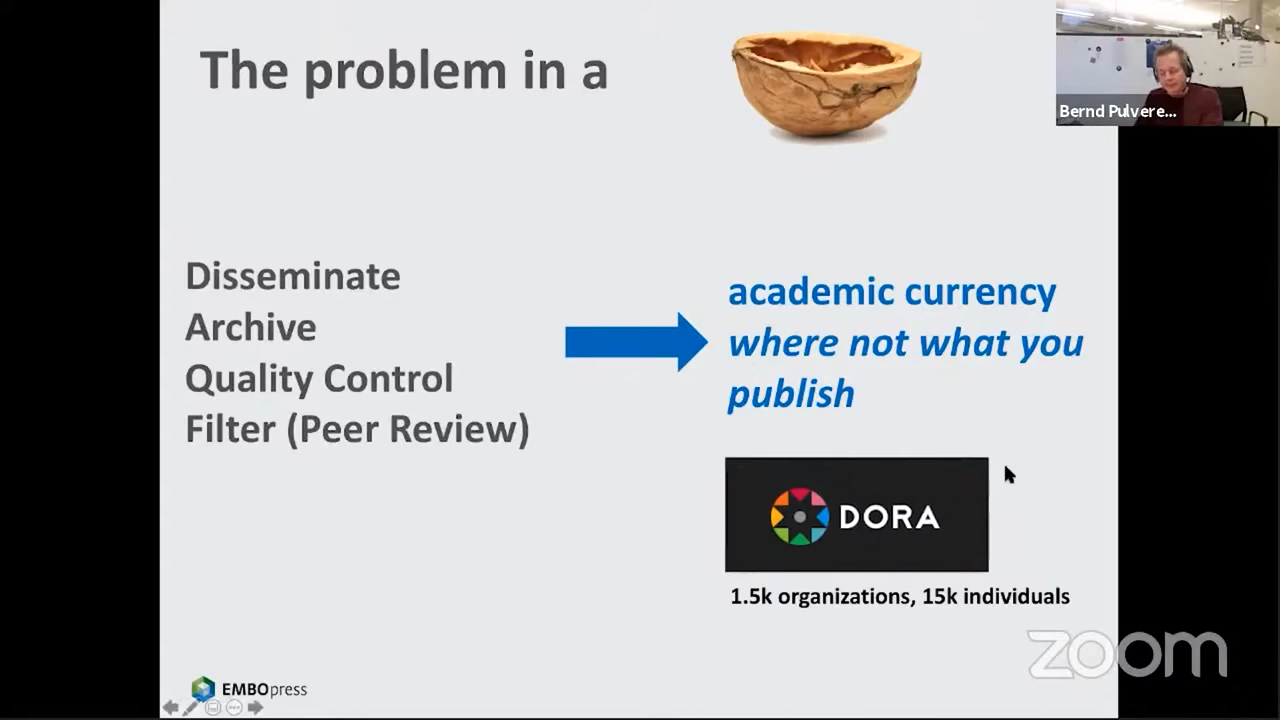 The problem in a
Bernd Pulvere...
Disseminate
Archive
Quality Control
Filter (Peer Review)
academic currency
where not what you
publish
DORA
1.5k organizations, 15k individuals
zoom
EMBOpress